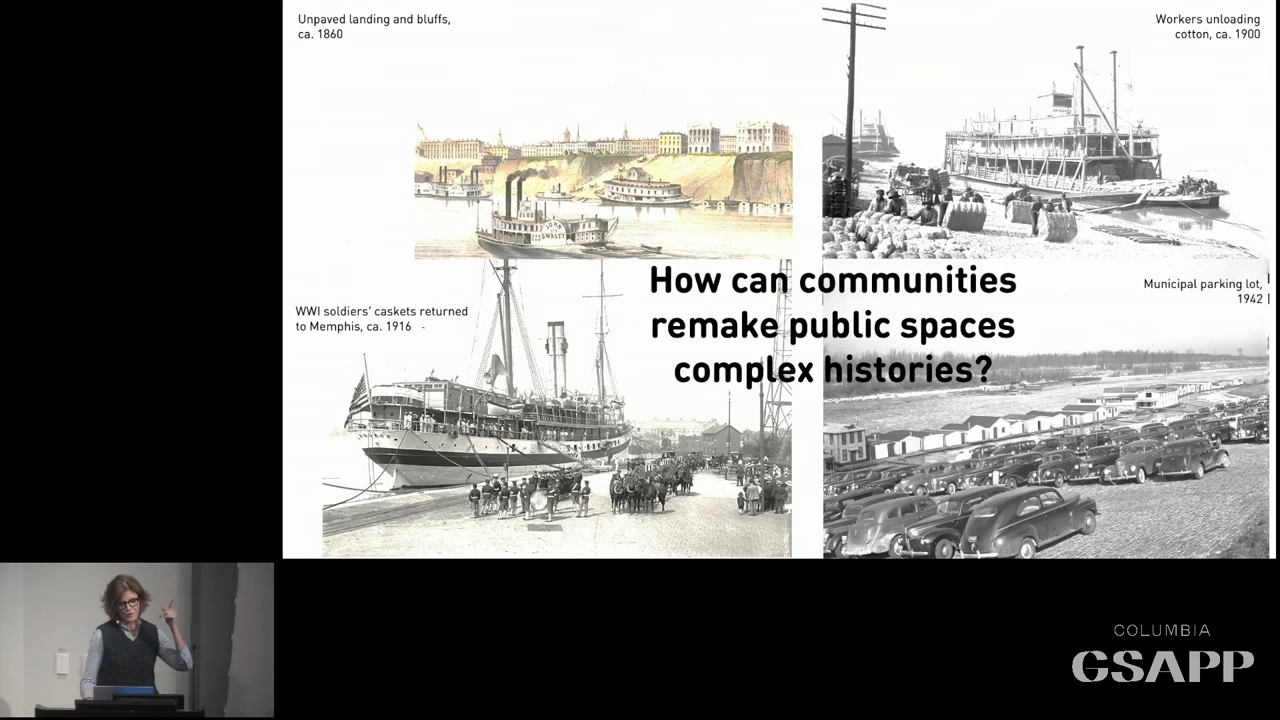 Unpaved landing and bluffs,
ca. 1860
Workers unloading
cotton, ca. 1900
How can communities
remake public spaces
complex histories?
WWI soldiers' caskets returned
to Memphis, ca. 1916
Municipal parking lot,
1942
COLUMBIA
GSAPP